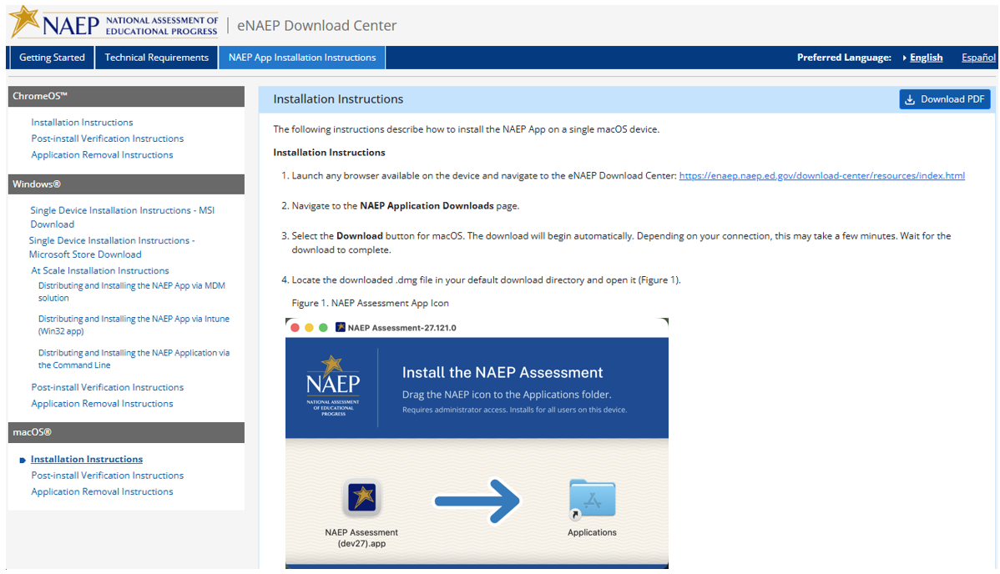 NAEP NATIONAL ASSESSMENT OF
EDUCATIONAL PROGRESS
eNAEP Download Center
Getting Started
Technical Requirements
NAEP App Installation Instructions
Preferred Language: English Español
ChromeOS™
Installation Instructions
Post-install Verification Instructions
Application Removal Instructions
Windows®
Single Device Installation Instructions - MSI
Download
Single Device Installation Instructions -
Microsoft Store Download
At Scale Installation Instructions
Distributing and Installing the NAEP App via MDM
solution
Distributing and Installing the NAEP App via Intune
(Win32 app)
Distributing and Installing the NAEP Application via
the Command Line
Post-install Verification Instructions
Application Removal Instructions
macOS®
Installation Instructions
Post-install Verification Instructions
Application Removal Instructions
Installation Instructions
Download PDF
The following instructions describe how to install the NAEP App on a single macOS device.
Installation Instructions
1. Launch any browser available on the device and navigate to the eNAEP Download Center: https://enaep.naep.ed.gov/download-center/resources/index.html
2. Navigate to the NAEP Application Downloads page.
3. Select the Download button for macOS. The download will begin automatically. Depending on your connection, this may take a few minutes. Wait for the
download to complete.
4. Locate the downloaded .dmg file in your default download directory and open it (Figure 1).
Figure 1. NAEP Assessment App Icon
NAEP Assessment-27.121.0
NAEP
NATIONAL ASSESSMENT
OF EDUCATIONAL
PROGRESS
Install the NAEP Assessment
Drag the NAEP icon to the Applications folder.
Requires administrator access. Installs for all users on this device.
NAEP Assessment
(dev27).app
Applications